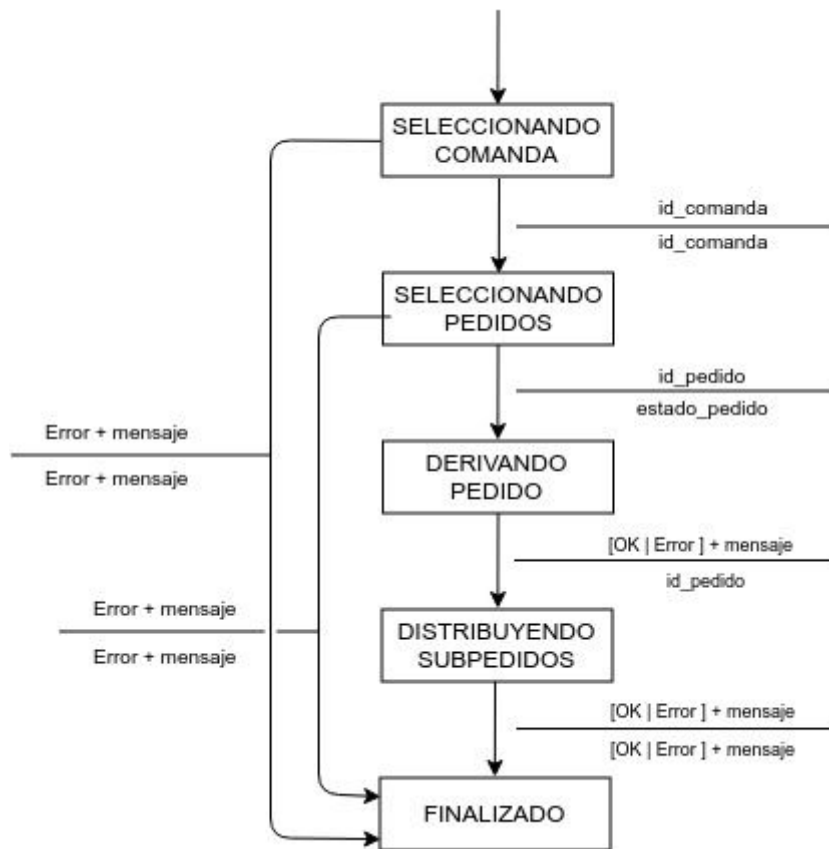 SELECCIONANDO
COMANDA
id_comanda
id_comanda
SELECCIONANDO
PEDIDOS
id_pedido
estado_pedido
Error + mensaje
Error + mensaje
DERIVANDO
PEDIDO
[OK | Error ] + mensaje
id_pedido
Error + mensaje
Error + mensaje
DISTRIBUYENDO
SUBPEDIDOS
[OK | Error ] + mensaje
[OK | Error ] + mensaje
FINALIZADO